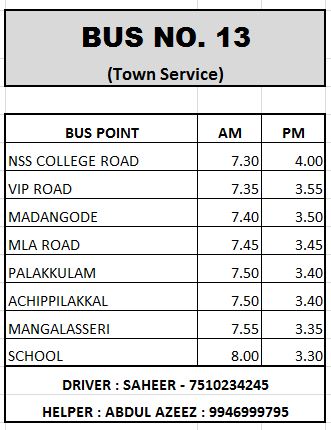 BUS NO. 13
(Town Service)
BUS POINT AM PM
NSS COLLEGE ROAD 7.30 4.00
VIP ROAD 7.35 3.55
MADANGODE 7.40 3.50
MLA ROAD 7.45 3.45
PALAKKULAM 7.50 3.40
ACHIPPILAKKAL 7.50 3.40
MANGALASSERI 7.55 3.35
SCHOOL 8.00 3.30
DRIVER : SAHEER - 7510234245
HELPER : ABDUL AZEEZ : 9946999795